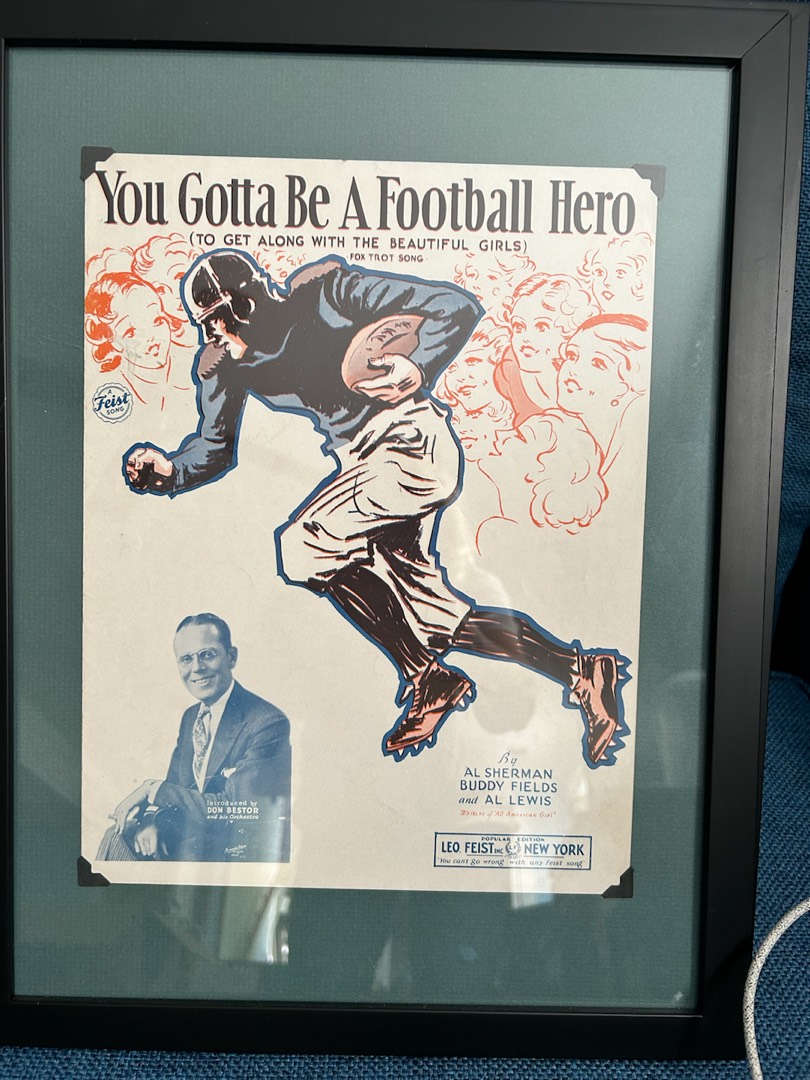 You Gotta Be A Football Hero
(TO GET ALONG WITH THE BEAUTIFUL GIRLS)
FOX TROT SONG
A
Feist
SONG
Introduced by
DON BESTOR
and his Orchestra
By
AL SHERMAN
BUDDY FIELDS
and AL LEWIS
Writers of "All American Girl"
POPULAR EDITION
LEO. FEIST INC NEW YORK
"You cant go wrong with any Feist song"